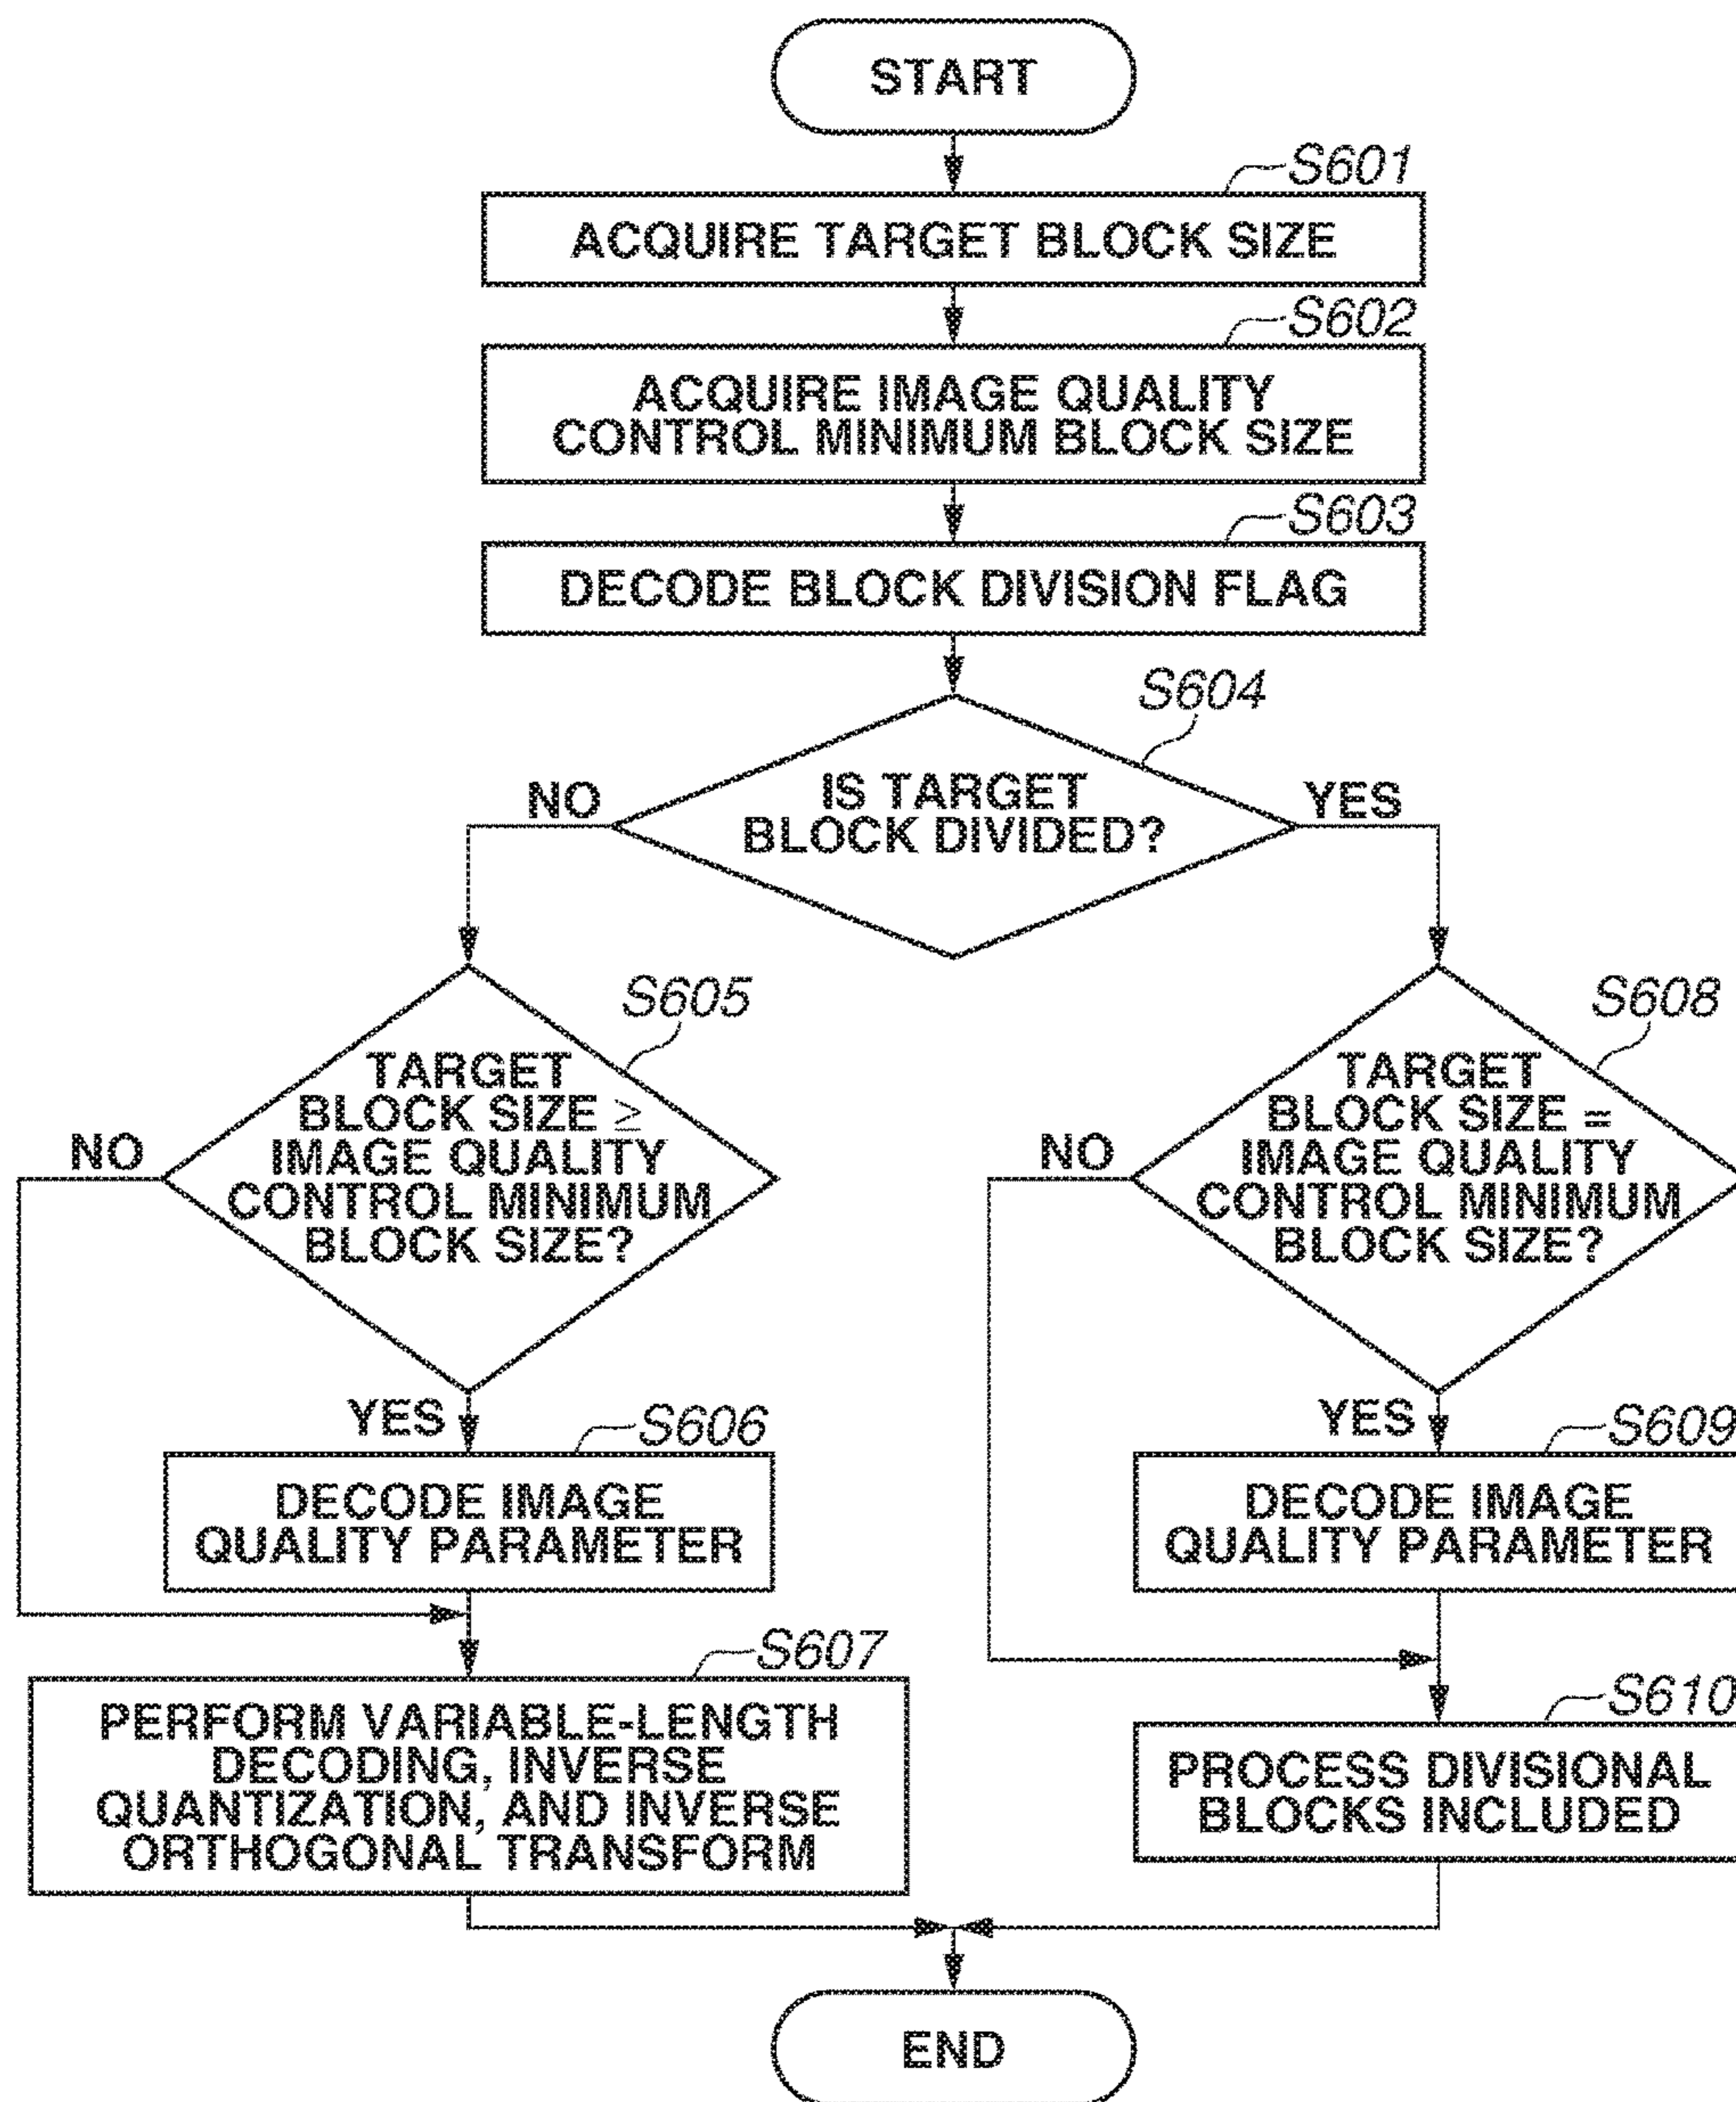 START
S601
ACQUIRE TARGET BLOCK SIZE
S602
ACQUIRE IMAGE QUALITY
CONTROL MINIMUM BLOCK SIZE
S603
DECODE BLOCK DIVISION FLAG
S604
IS TARGET
BLOCK DIVIDED?
NO
YES
S605
TARGET
BLOCK SIZE ≥
IMAGE QUALITY
CONTROL MINIMUM
BLOCK SIZE?
NO
YES
S606
DECODE IMAGE
QUALITY PARAMETER
S607
PERFORM VARIABLE-LENGTH
DECODING, INVERSE
QUANTIZATION, AND INVERSE
ORTHOGONAL TRANSFORM
S608
TARGET
BLOCK SIZE =
IMAGE QUALITY
CONTROL MINIMUM
BLOCK SIZE?
NO
YES
S609
DECODE IMAGE
QUALITY PARAMETER
S610
PROCESS DIVISIONAL
BLOCKS INCLUDED
END